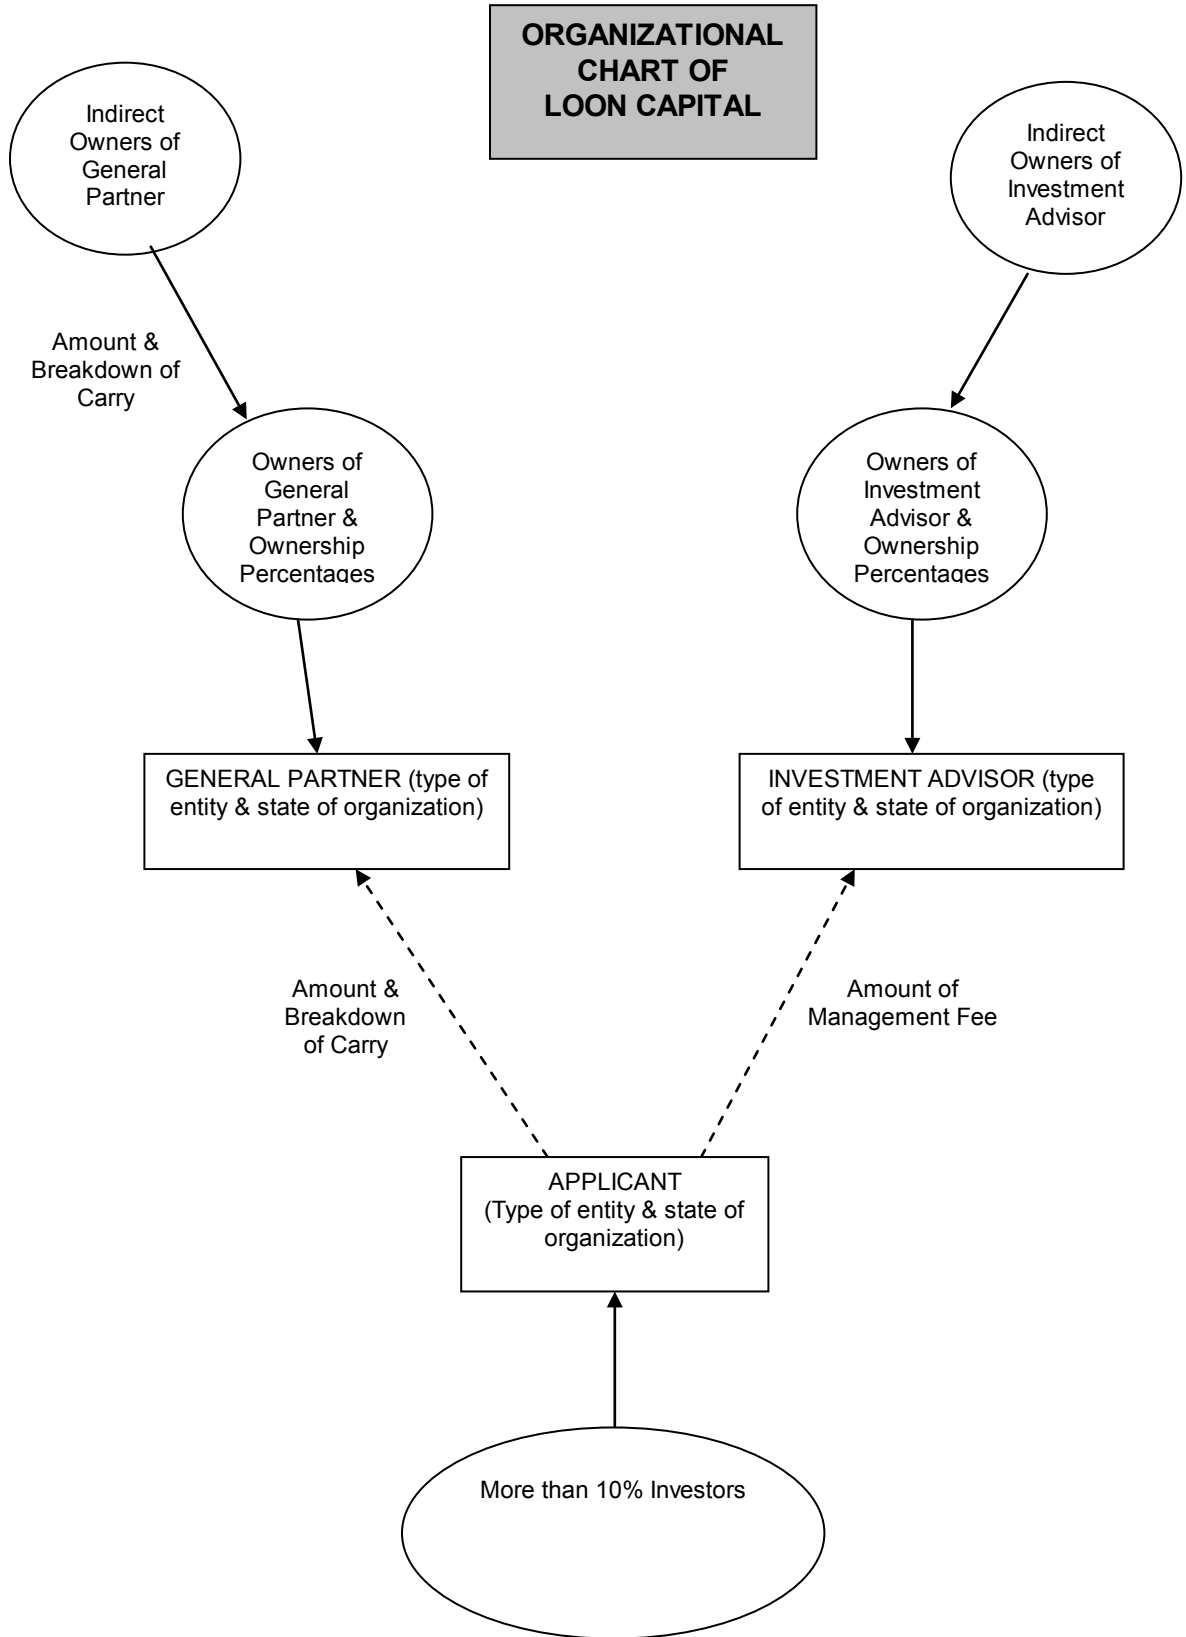 ORGANIZATIONAL
CHART OF
LOON CAPITAL
Indirect
Owners of
General
Partner
Indirect
Owners of
Investment
Advisor
Amount &
Breakdown of
Carry
Owners of
General
Partner &
Ownership
Percentages
Owners of
Investment
Advisor &
Ownership
Percentages
GENERAL PARTNER (type of
entity & state of organization)
INVESTMENT ADVISOR (type
of entity & state of organization)
Amount &
Breakdown
of Carry
Amount of
Management Fee
APPLICANT
(Type of entity & state of
organization)
More than 10% Investors